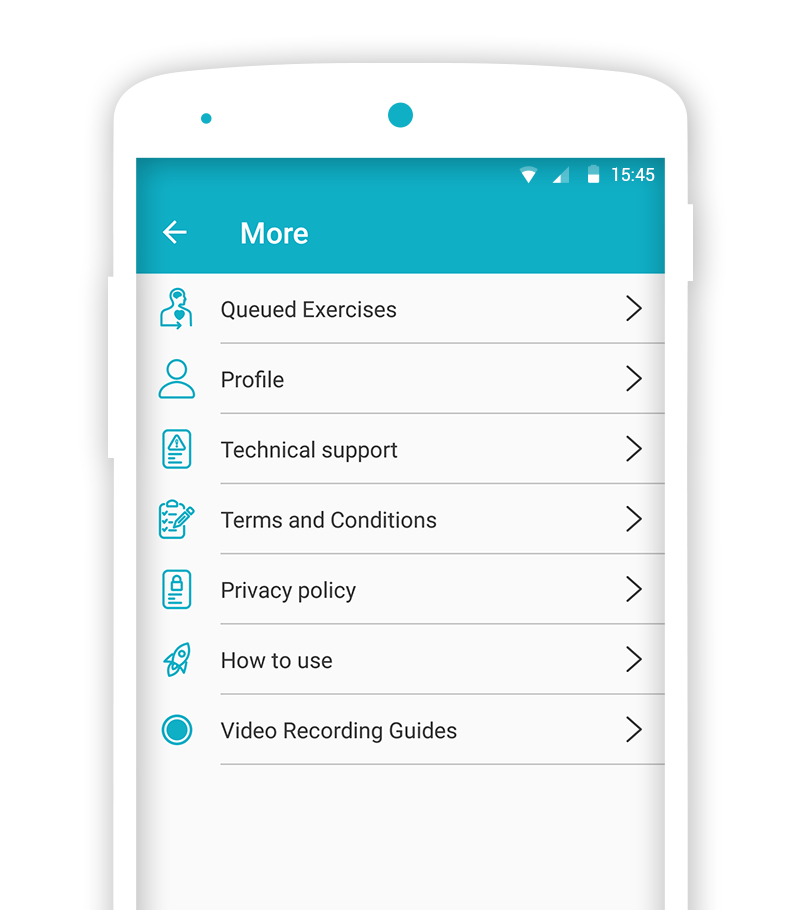 15:45
More
Queued Exercises
Profile
Technical support
Terms and Conditions
Privacy policy
How to use
Video Recording Guides